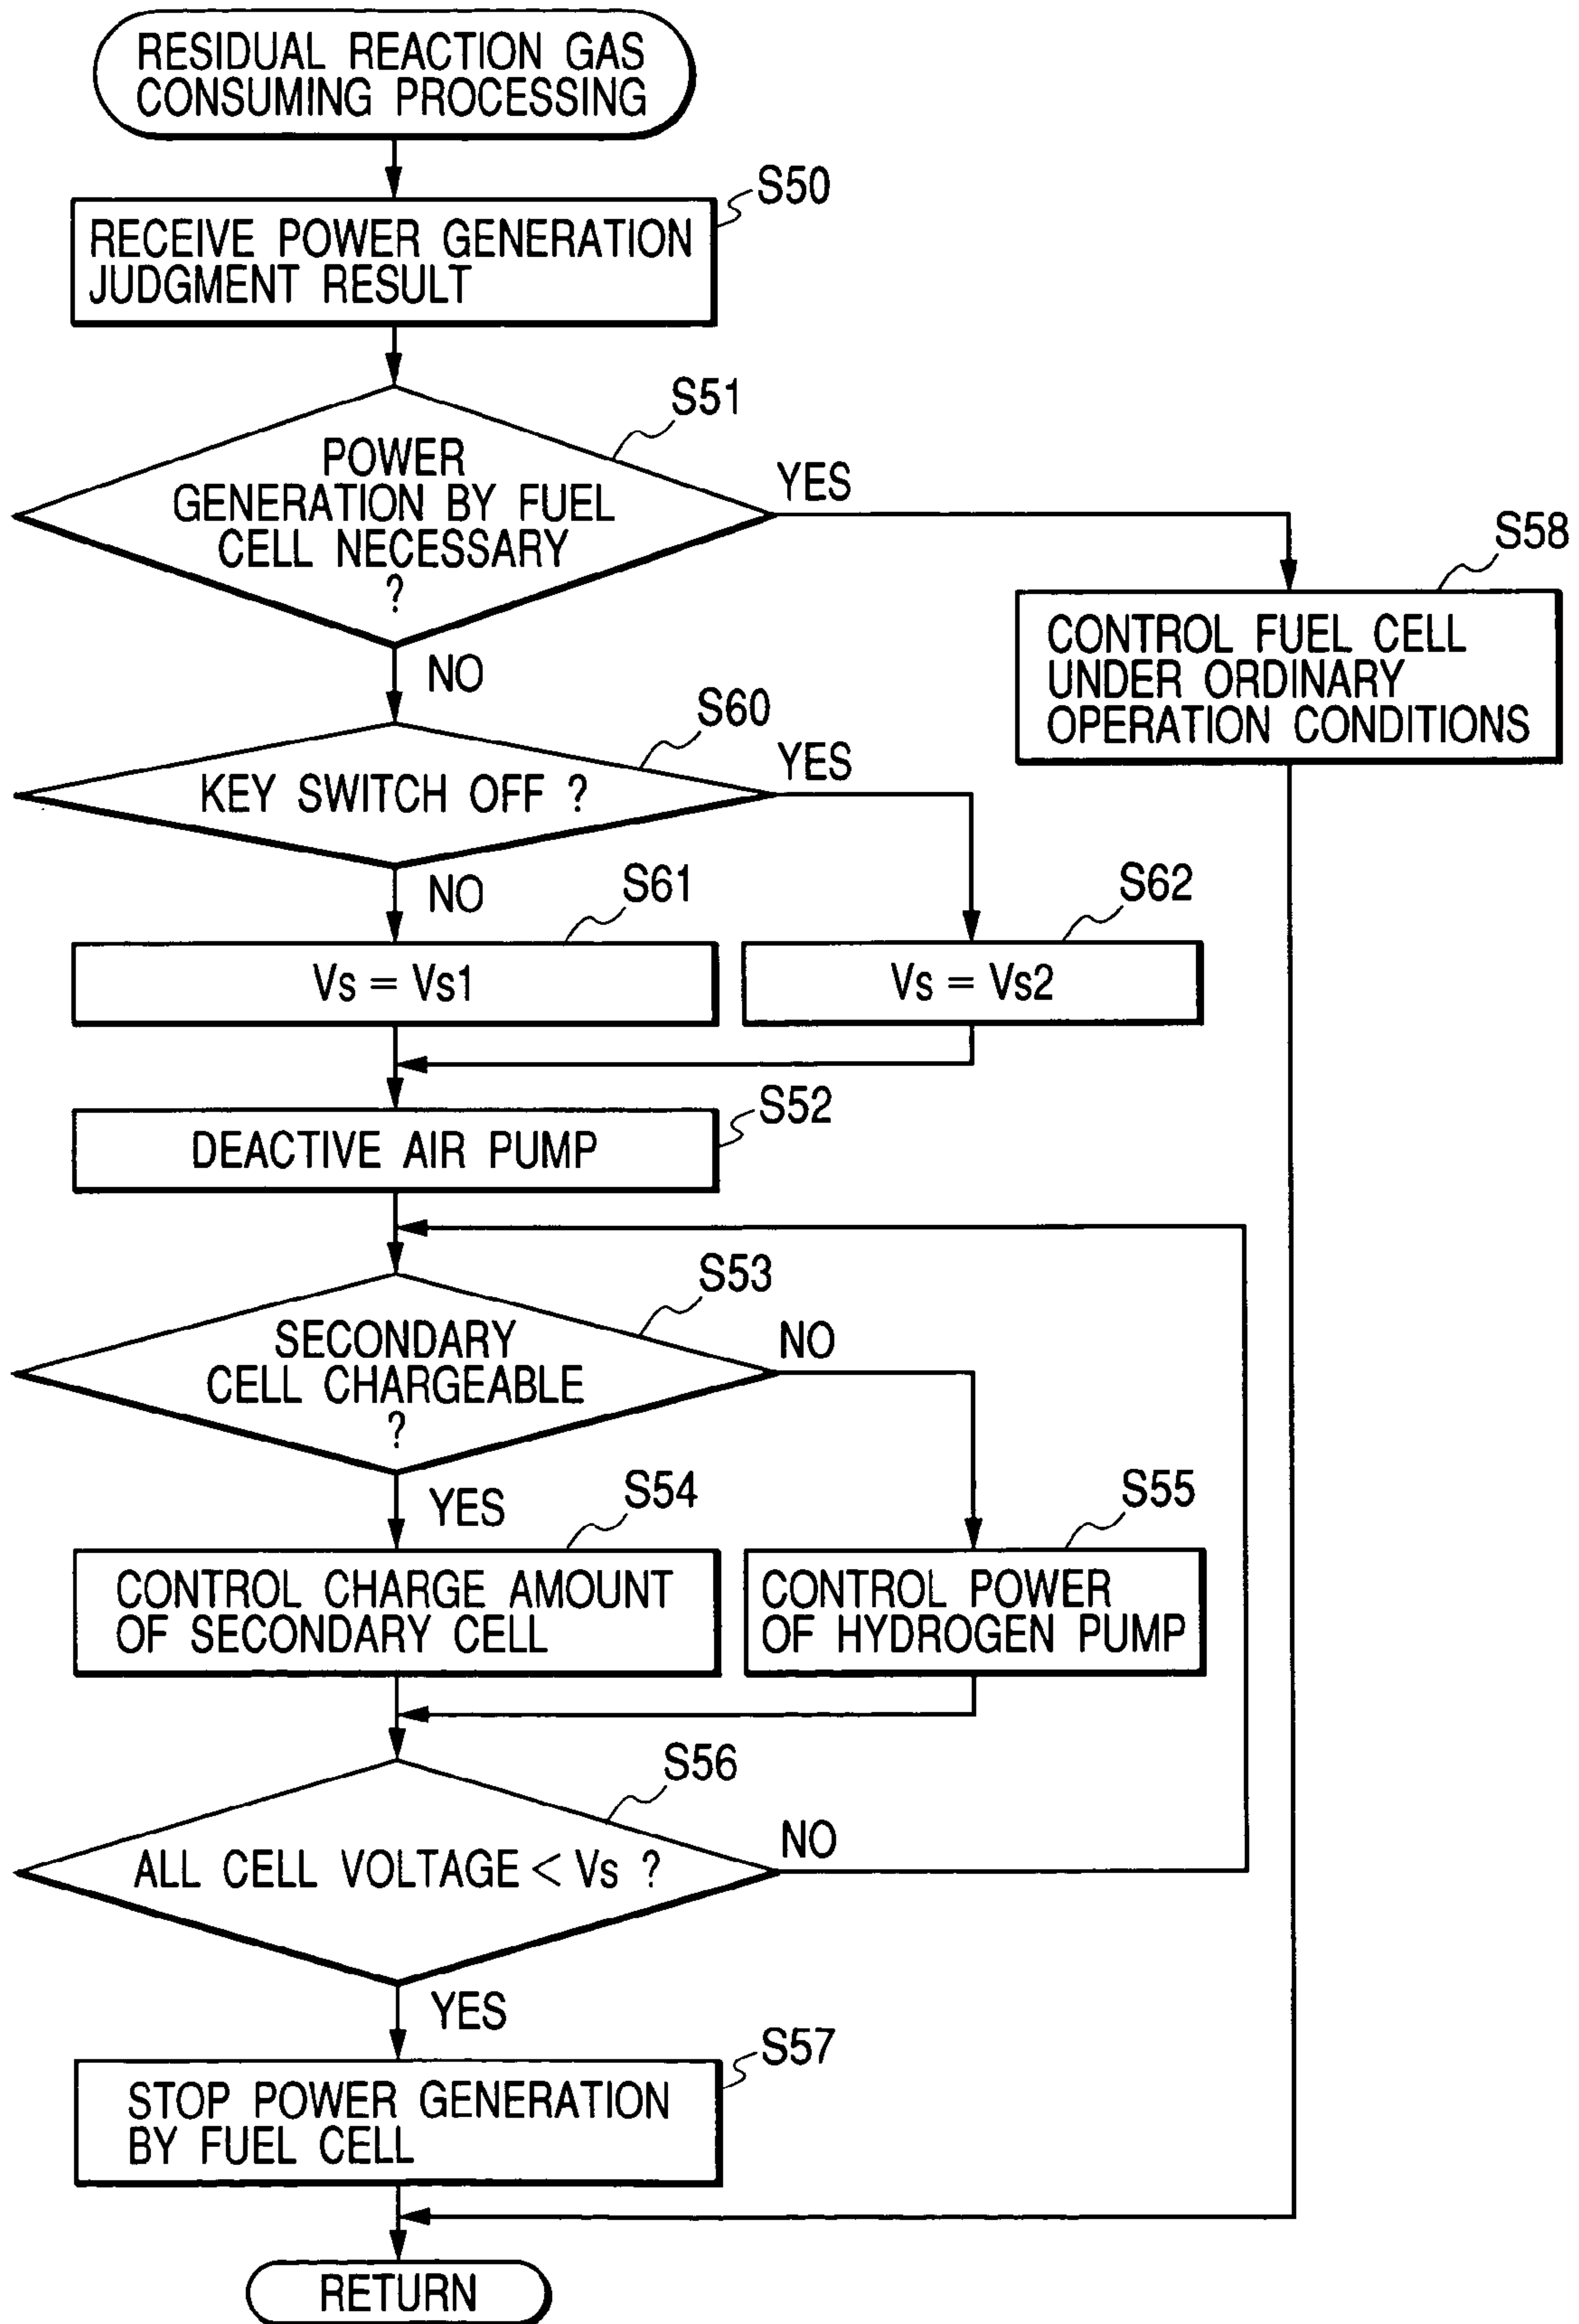 RESIDUAL REACTION GAS
CONSUMING PROCESSING
S50
RECEIVE POWER GENERATION
JUDGMENT RESULT
S51
POWER
GENERATION BY FUEL
CELL NECESSARY
?
YES
NO
S58
CONTROL FUEL CELL
UNDER ORDINARY
OPERATION CONDITIONS
S60
KEY SWITCH OFF ?
YES
NO
S61
Vs = Vs1
S62
Vs = Vs2
S52
DEACTIVE AIR PUMP
S53
SECONDARY
CELL CHARGEABLE
?
NO
YES
S54
CONTROL CHARGE AMOUNT
OF SECONDARY CELL
S55
CONTROL POWER
OF HYDROGEN PUMP
S56
ALL CELL VOLTAGE < Vs ?
NO
YES
S57
STOP POWER GENERATION
BY FUEL CELL
RETURN